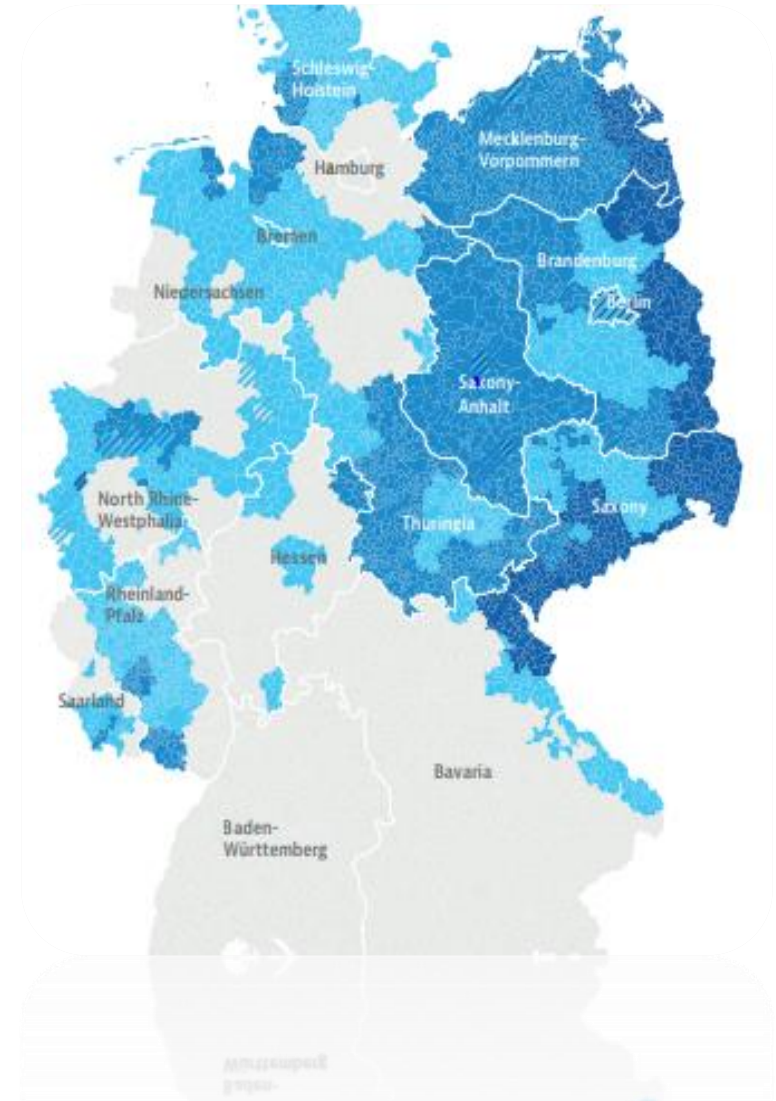 Schleswig-
Holstein
Mecklenburg-
Vorpommern
Hamburg
Bremen
Brandenburg
Niedersachsen
Berlin
Saxony-
Anhalt
North Rhine-
Westphalia
Thuringia
Saxony
Hessen
Rheinland-
Pfalz
Saarland
Bavaria
Baden-
Württemberg